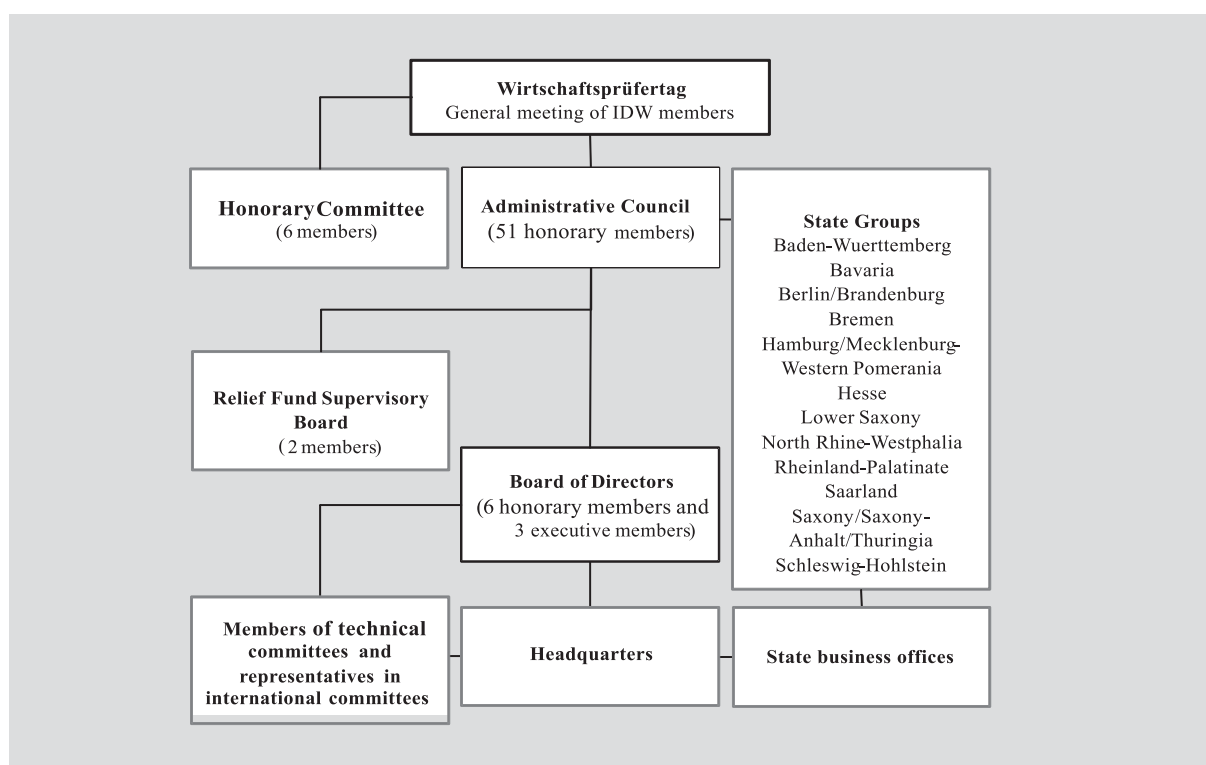 Wirtschaftsprüfertag
General meeting of IDW members
Honorary Committee
(6 members)
Administrative Council
(51 honorary members)
State Groups
Baden-Wuerttemberg
Bavaria
Berlin/Brandenburg
Bremen
Hamburg/Mecklenburg-
Western Pomerania
Hesse
Lower Saxony
North Rhine-Westphalia
Rheinland-Palatinate
Saarland
Saxony/Saxony-
Anhalt/Thuringia
Schleswig-Hohlstein
Relief Fund Supervisory
Board
(2 members)
Board of Directors
(6 honorary members and
3 executive members)
Members of technical
committees and
representatives in
international committees
Headquarters
State business offices